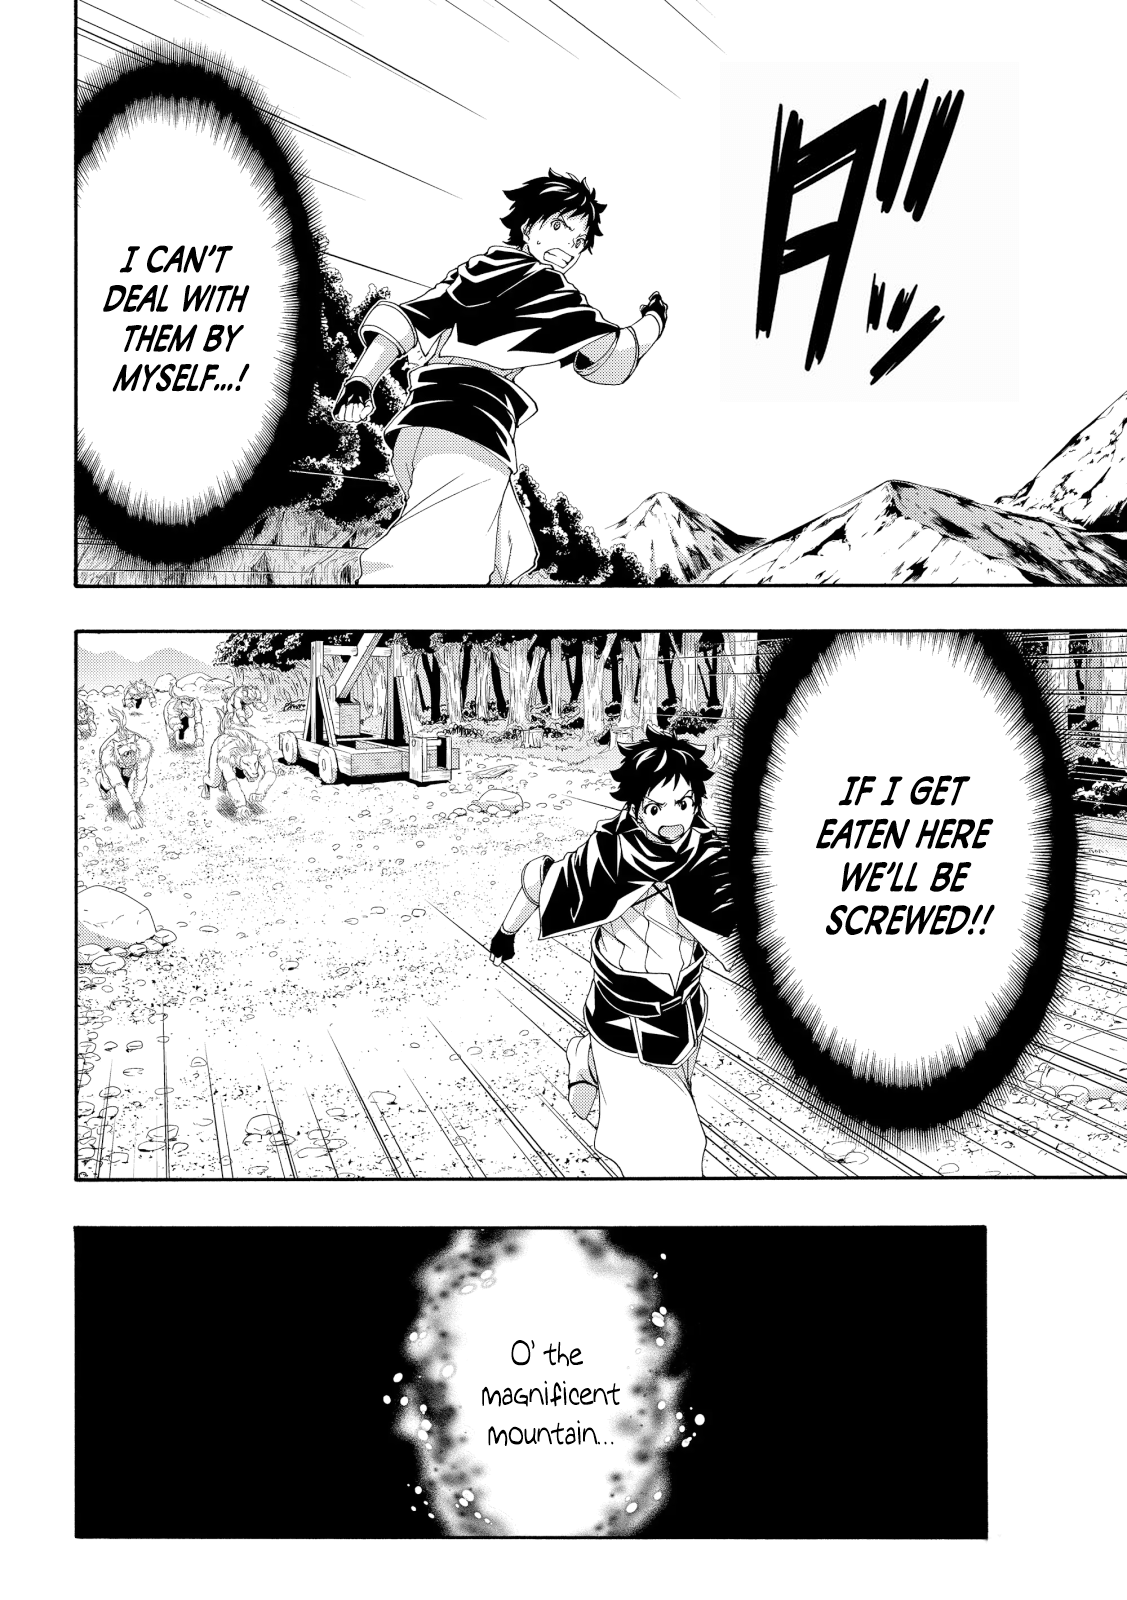 ダッ
I CAN'T
DEAL WITH
THEM BY
MYSELF...!
IF I GET
EATEN HERE
WE'LL BE
SCREWED!!
O' the
magnificent
mountain...